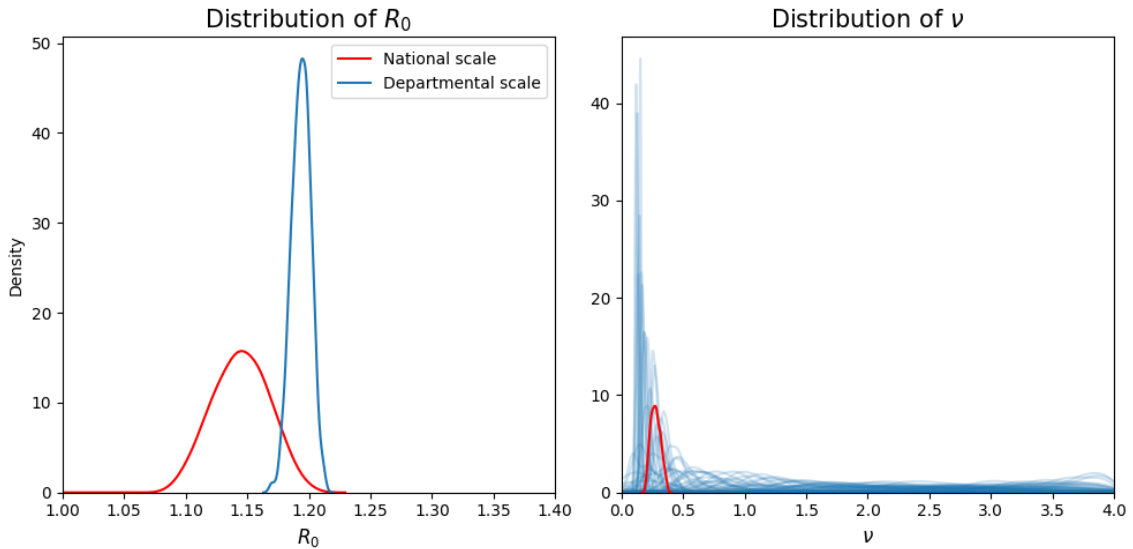 Distribution of R₀
Density
50
40
30
20
10
0
National scale
Departmental scale
1.00 1.05 1.10 1.15 1.20 1.25 1.30 1.35 1.40
R₀
Distribution of ν
40
30
20
10
0
0.0 0.5 1.0 1.5 2.0 2.5 3.0 3.5 4.0
ν